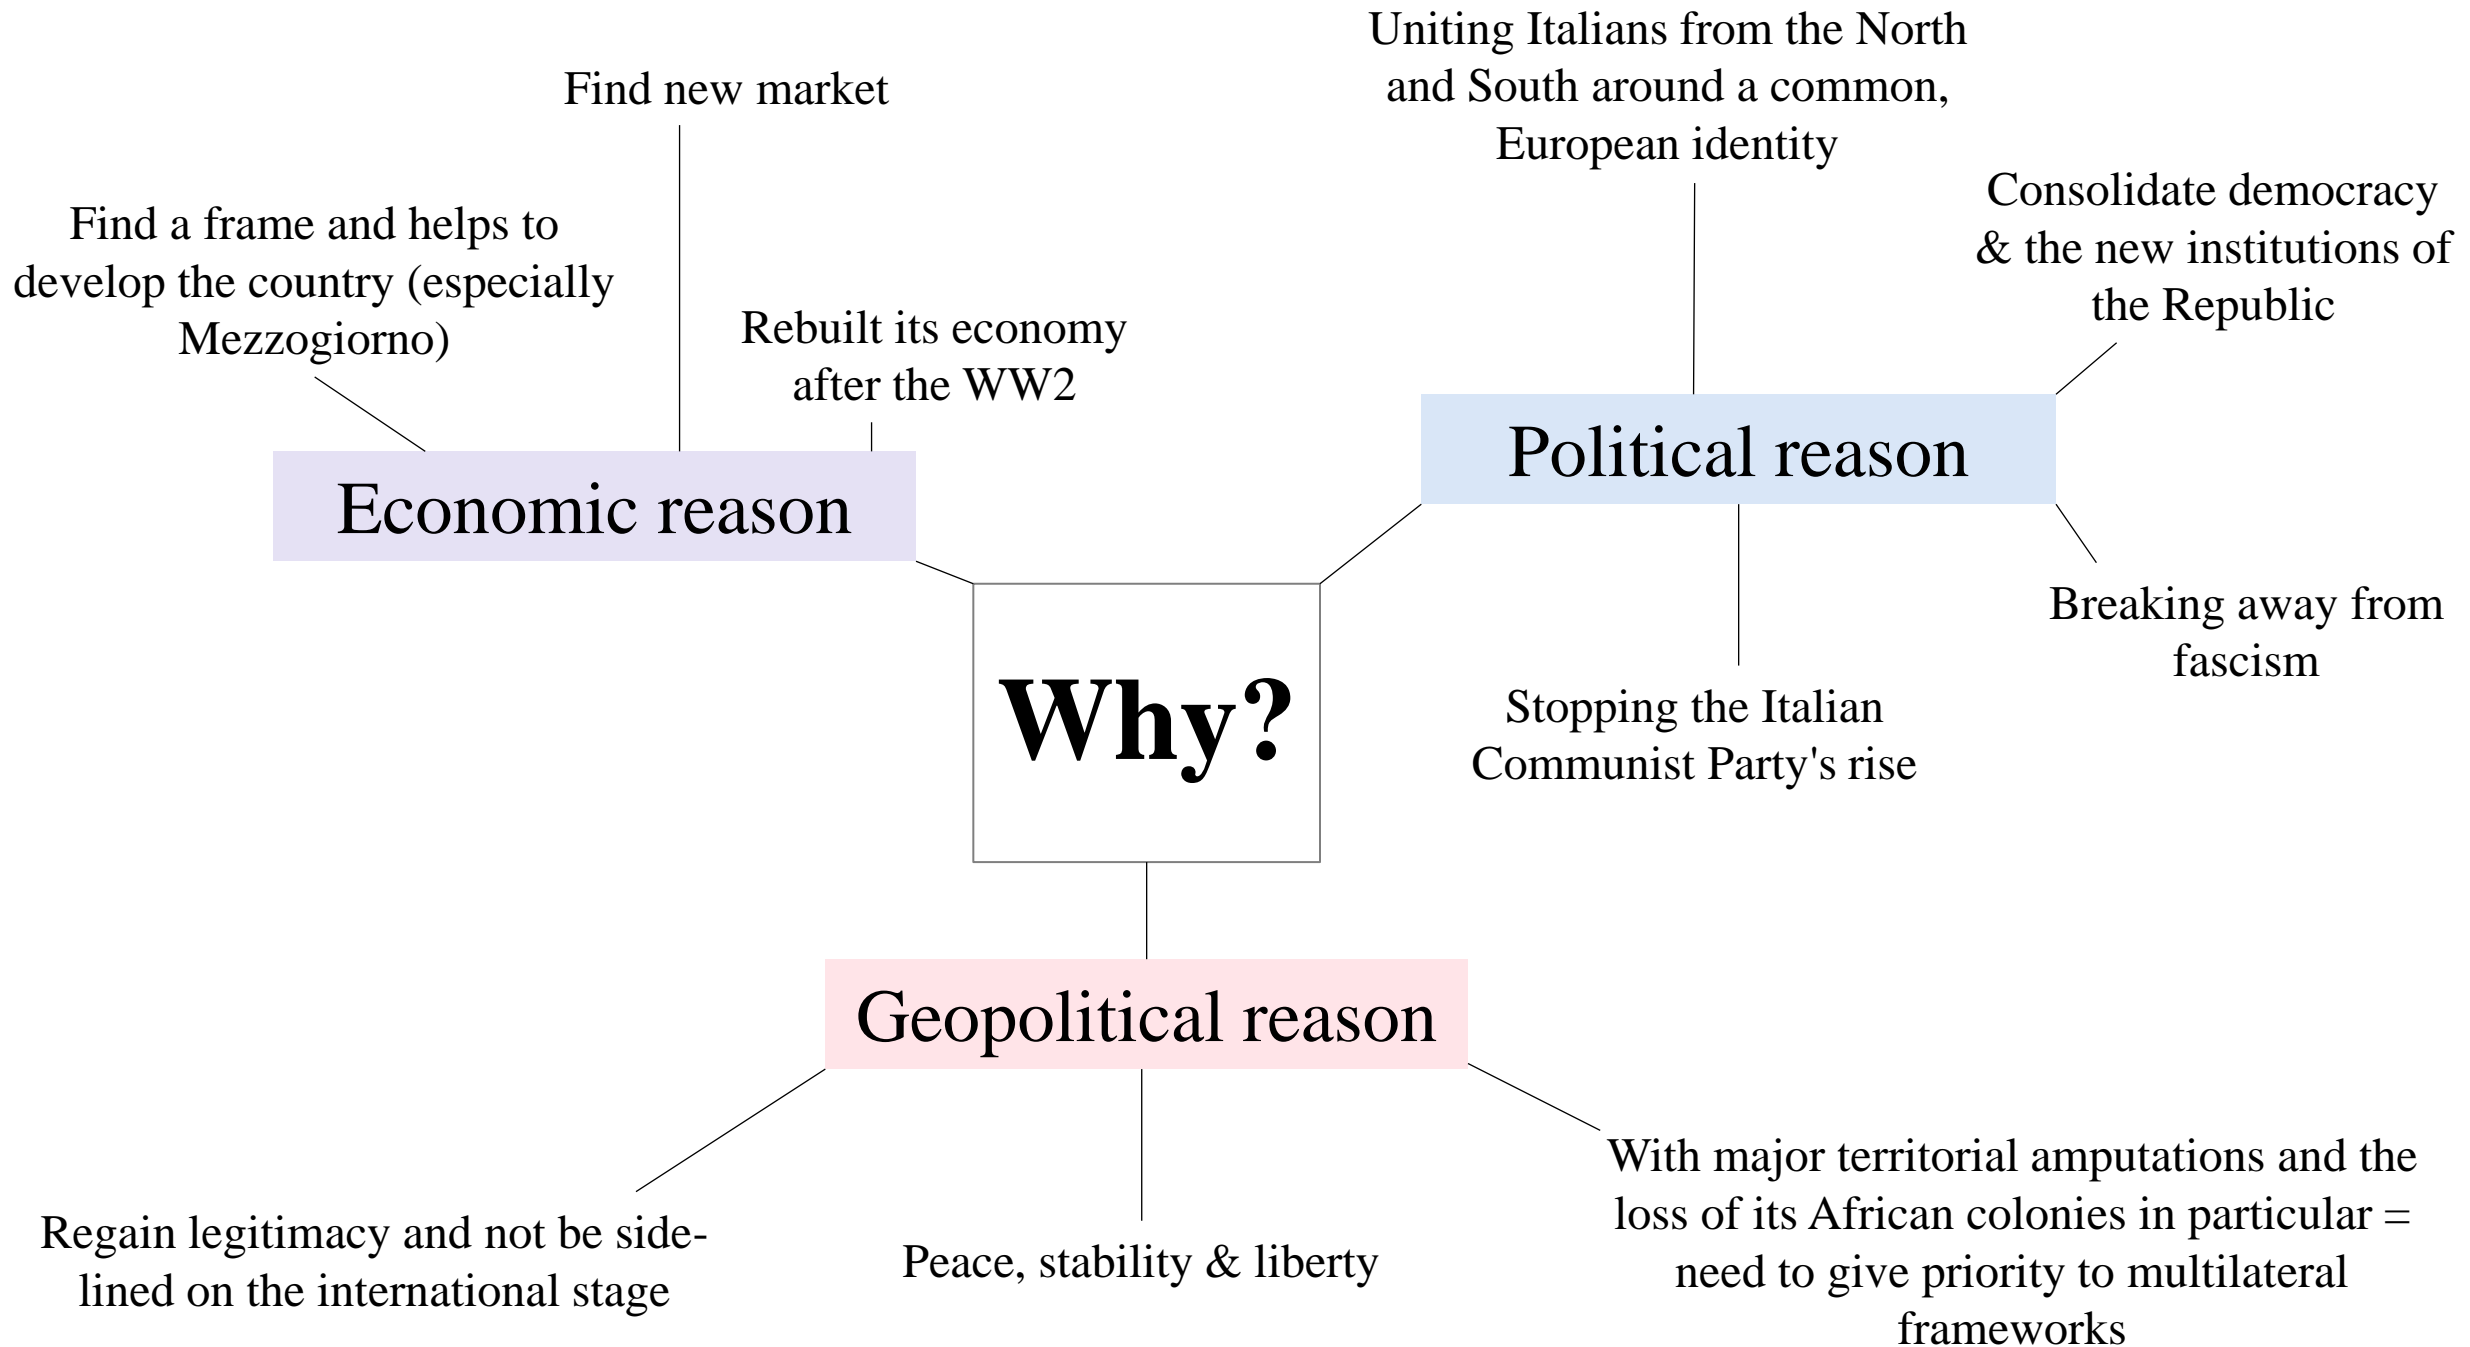 Find new market
Find a frame and helps to
develop the country (especially
Mezzogiorno)
Rebuilt its economy
after the WW2
Economic reason
Uniting Italians from the North
and South around a common,
European identity
Consolidate democracy
& the new institutions of
the Republic
Political reason
Breaking away from
fascism
Stopping the Italian
Communist Party's rise
Why?
Geopolitical reason
Regain legitimacy and not be side-
lined on the international stage
Peace, stability & liberty
With major territorial amputations and the
loss of its African colonies in particular =
need to give priority to multilateral
frameworks